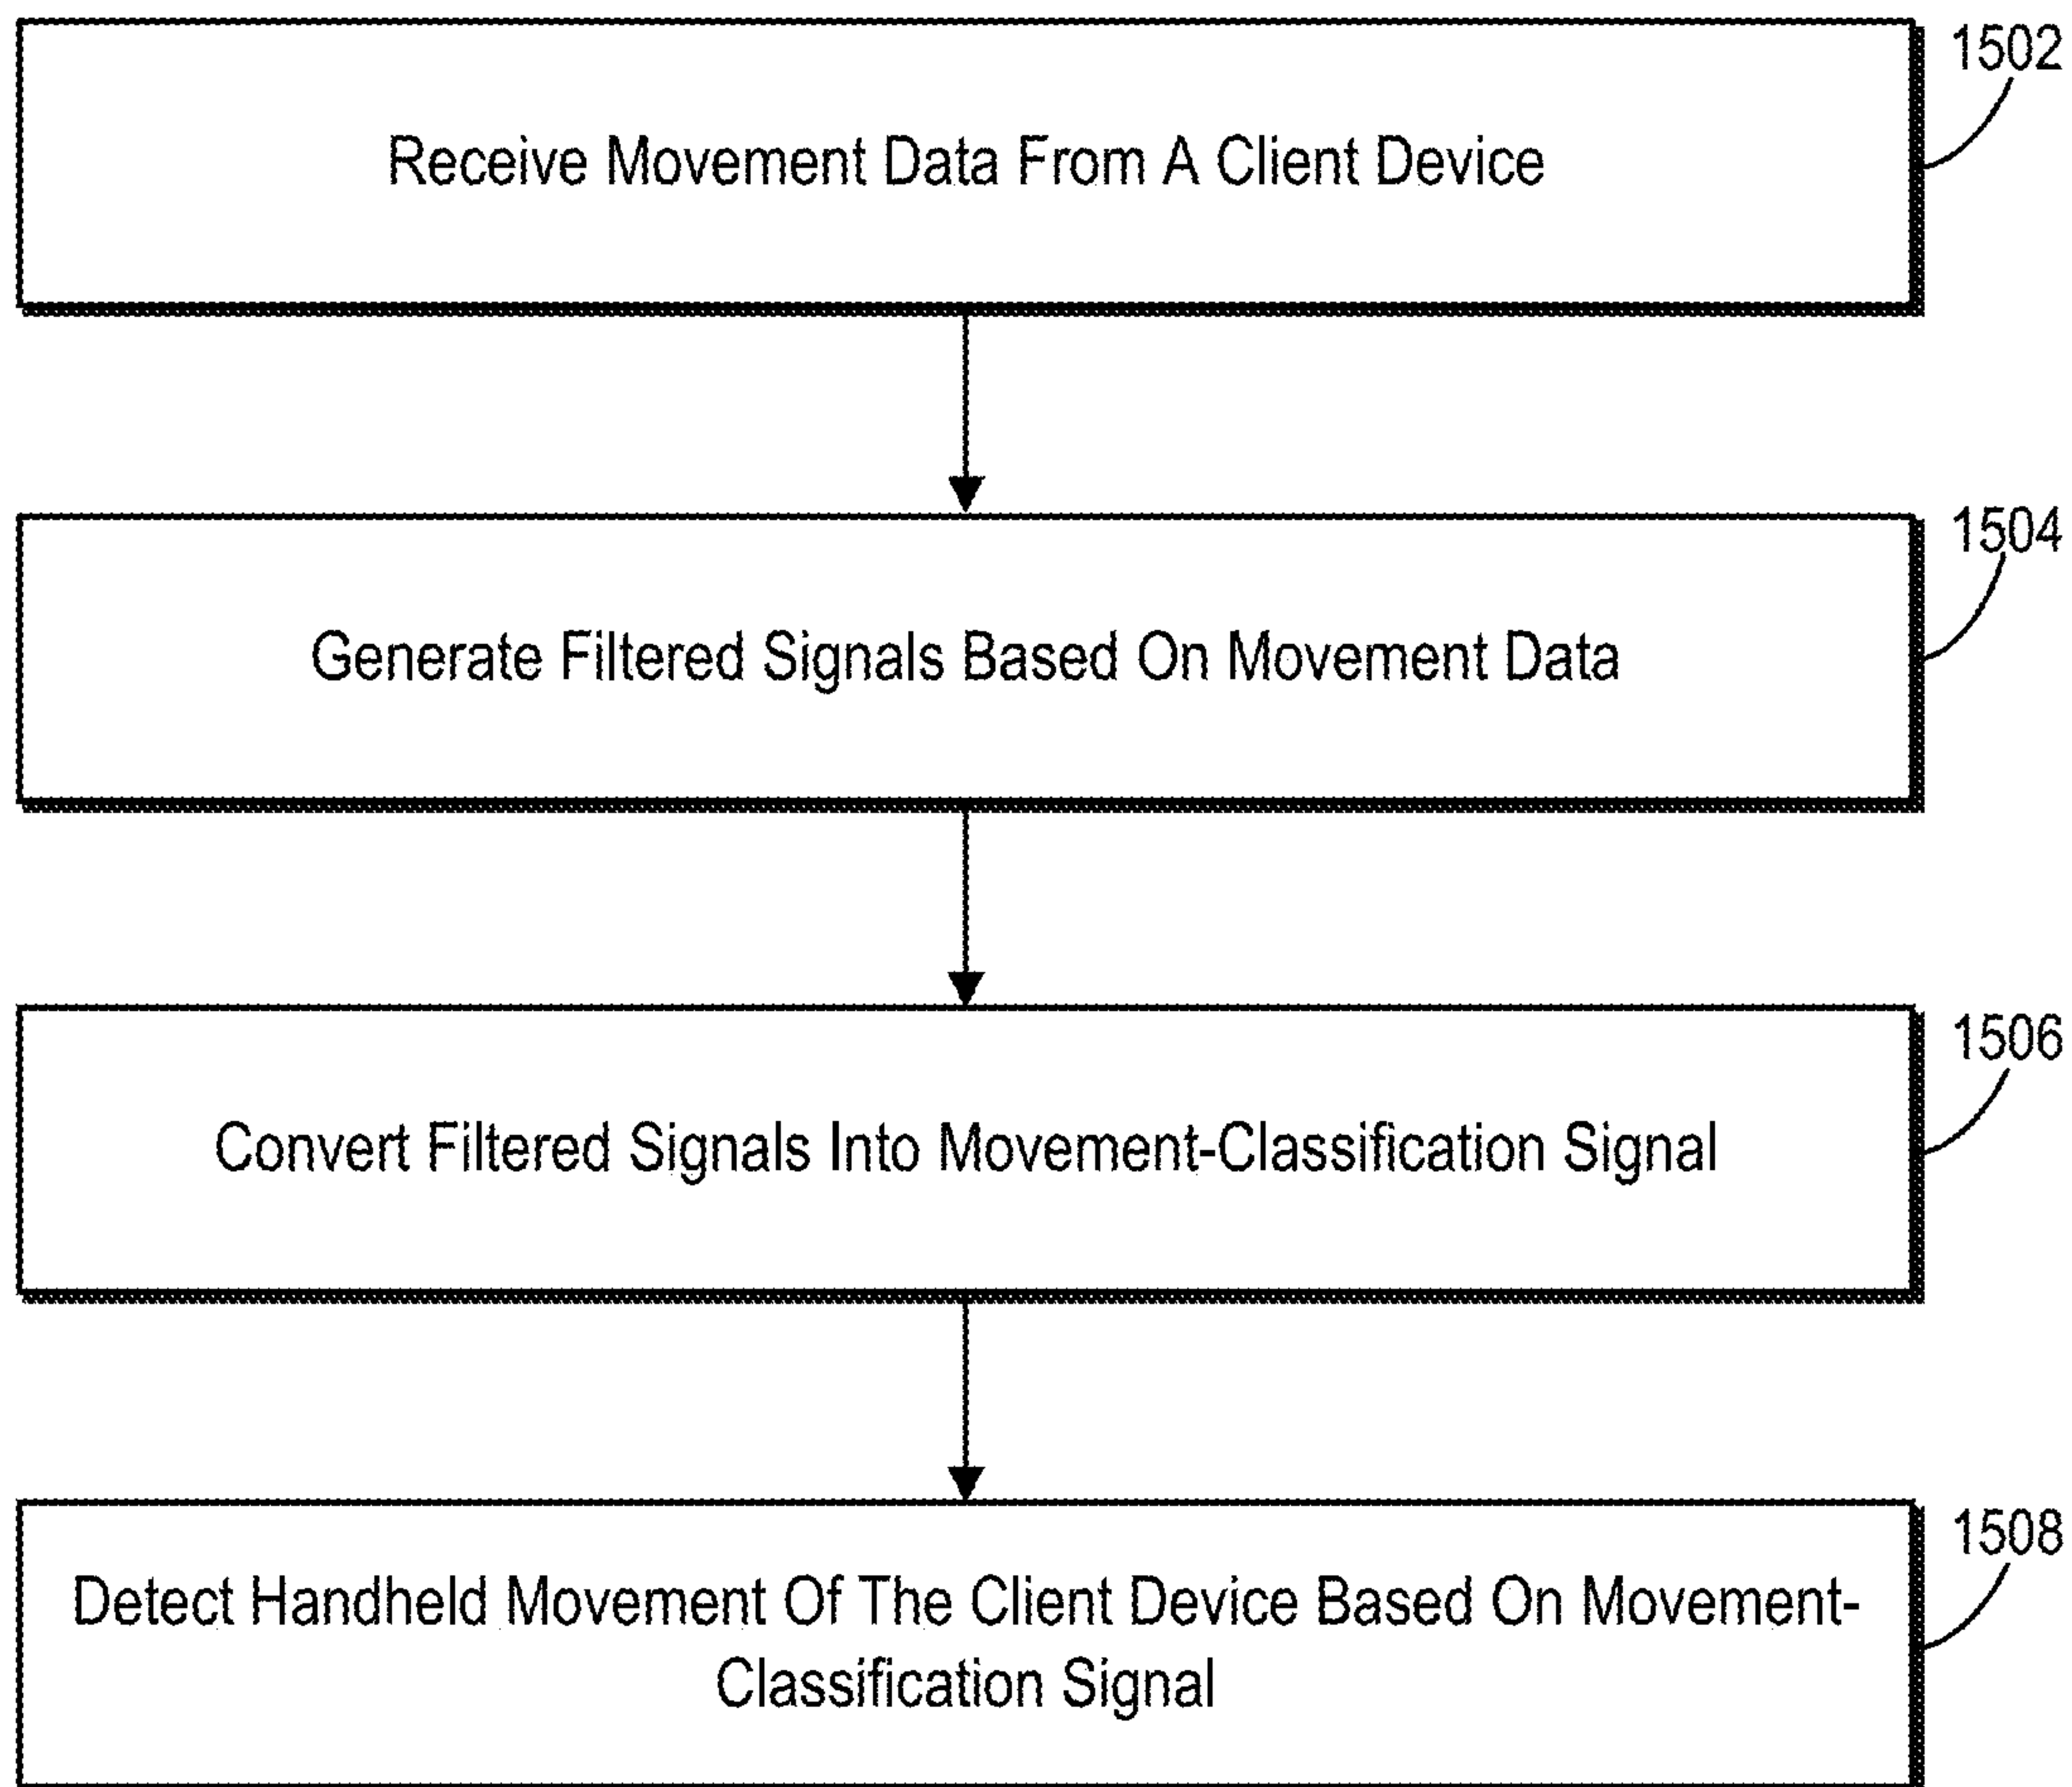 1502
Receive Movement Data From A Client Device
1504
Generate Filtered Signals Based On Movement Data
1506
Convert Filtered Signals Into Movement-Classification Signal
1508
Detect Handheld Movement Of The Client Device Based On Movement-
Classification Signal